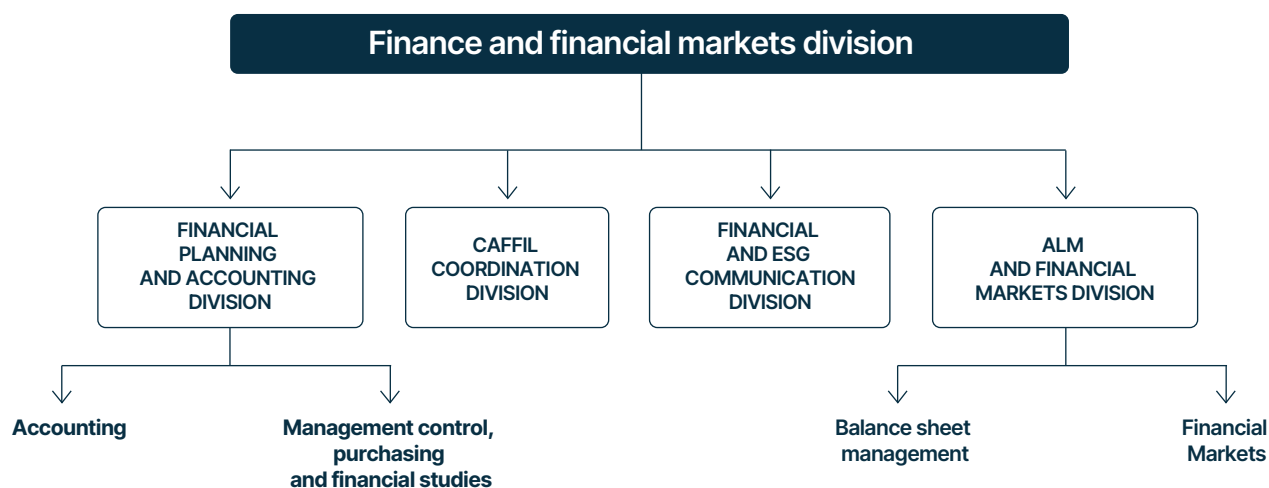 Finance and financial markets division
FINANCIAL
PLANNING
AND ACCOUNTING
DIVISION
CAFFIL
COORDINATION
DIVISION
FINANCIAL
AND ESG
COMMUNICATION
DIVISION
ALM
AND FINANCIAL
MARKETS DIVISION
Accounting
Management control,
purchasing
and financial studies
Balance sheet
management
Financial
Markets